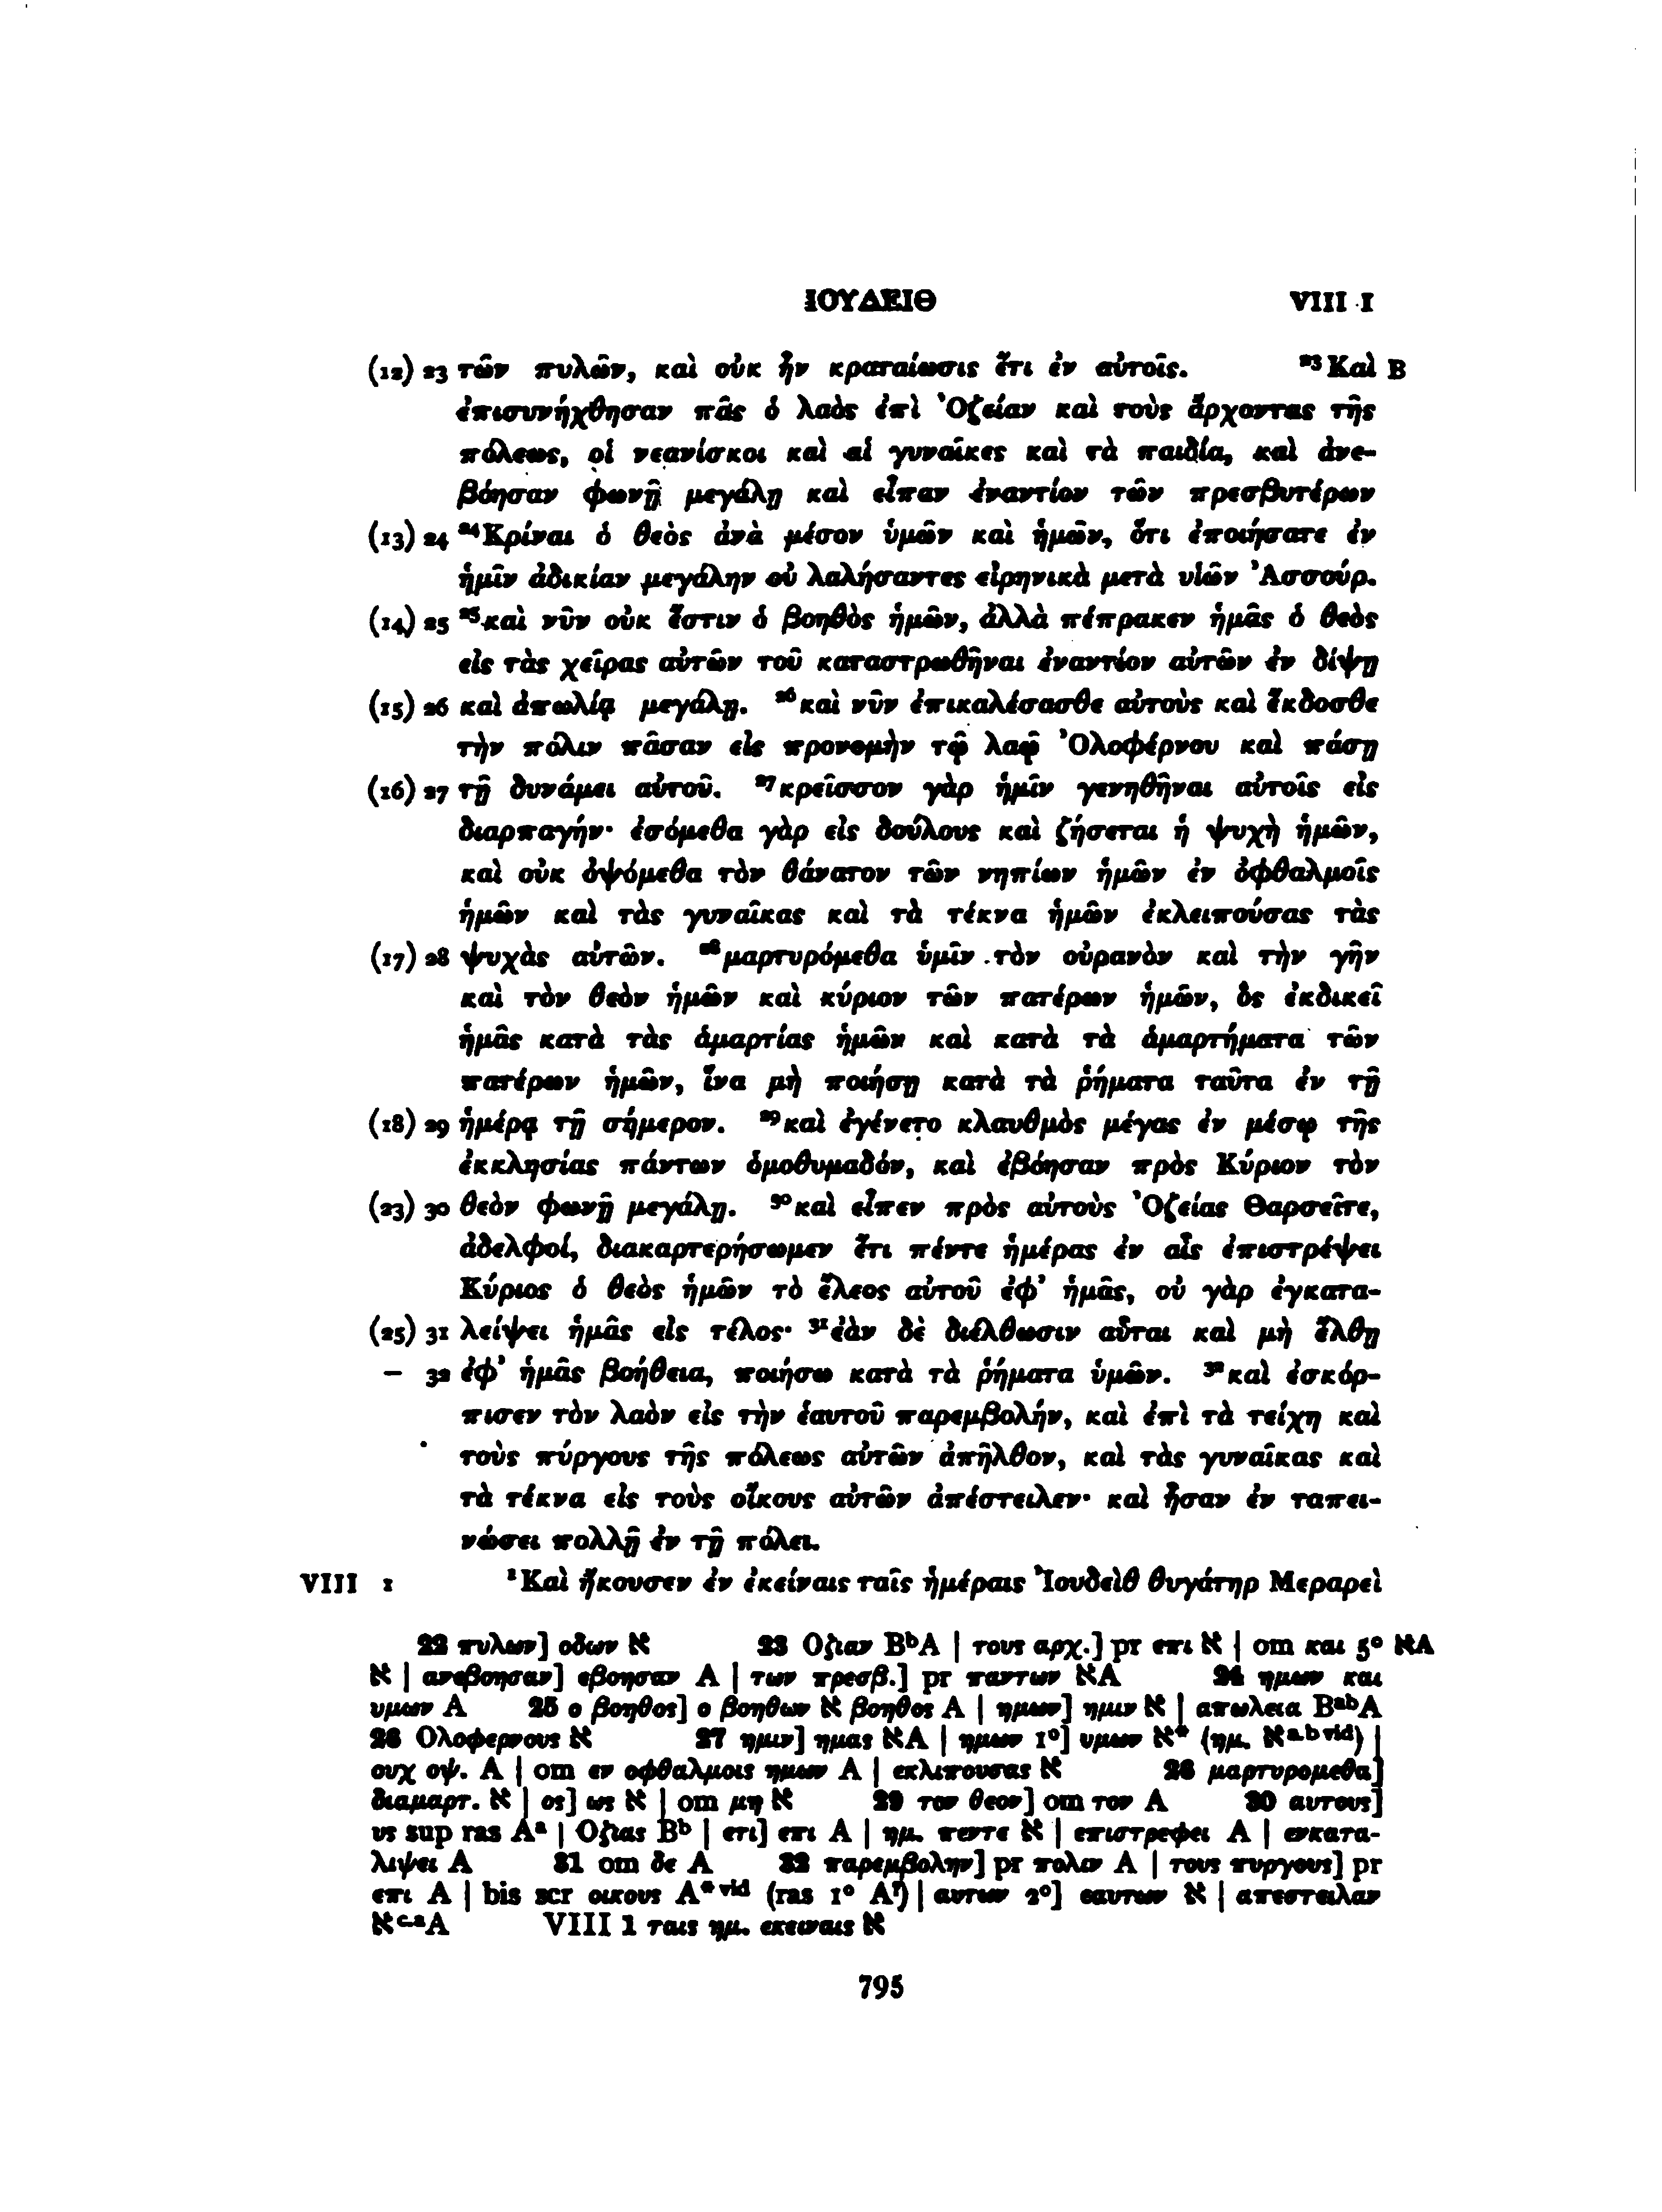 ΙΟΥΔΕΙΘ VIII 1
(12) 23 τῶν πυλῶν, καὶ οὐκ ἦν κραταίωσις ἔτι ἐν αὐτοῖς. ²³Καὶ B
ἐπισυνήχθησαν πᾶς ὁ λαὸς ἐπὶ Ὀζείαν καὶ τοὺς ἄρχοντας τῆς
πόλεως, οἱ νεανίσκοι καὶ αἱ γυναῖκες καὶ τὰ παιδία, καὶ ἀνε-
βόησαν φωνῇ μεγάλῃ καὶ εἶπαν ἐναντίον τῶν πρεσβυτέρων
(13) 24 ²⁴Κρίναι ὁ θεὸς ἀνὰ μέσον ὑμῶν καὶ ἡμῶν, ὅτι ἐποιήσατε ἐν
ἡμῖν ἀδικίαν μεγάλην οὐ λαλήσαντες εἰρηνικὰ μετὰ υἱῶν Ἀσσούρ.
(14) 25 ²⁵καὶ νῦν οὐκ ἔστιν ὁ βοηθὸς ἡμῶν, ἀλλὰ πέπρακεν ἡμᾶς ὁ θεὸς
εἰς τὰς χεῖρας αὐτῶν τοῦ καταστρωθῆναι ἐναντίον αὐτῶν ἐν δίψῃ
(15) 26 καὶ ἀπωλίᾳ μεγάλῃ. ²⁶καὶ νῦν ἐπικαλέσασθε αὐτοὺς καὶ ἔκδοσθε
τὴν πόλιν πᾶσαν εἰς προνομὴν τῷ λαῷ Ὀλοφέρνου καὶ πάσῃ
(16) 27 τῇ δυνάμει αὐτοῦ. ²⁷κρεῖσσον γὰρ ἡμῖν γενηθῆναι αὐτοῖς εἰς
διαρπαγήν· ἐσόμεθα γὰρ εἰς δούλους καὶ ζήσεται ἡ ψυχὴ ἡμῶν,
καὶ οὐκ ὀψόμεθα τὸν θάνατον τῶν νηπίων ἡμῶν ἐν ὀφθαλμοῖς
ἡμῶν καὶ τὰς γυναῖκας καὶ τὰ τέκνα ἡμῶν ἐκλειπούσας τὰς
(17) 28 ψυχὰς αὐτῶν. ²⁸μαρτυρόμεθα ὑμῖν τὸν οὐρανὸν καὶ τὴν γῆν
καὶ τὸν θεὸν ἡμῶν καὶ κύριον τῶν πατέρων ἡμῶν, ὃς ἐκδικεῖ
ἡμᾶς κατὰ τὰς ἁμαρτίας ἡμῶν καὶ κατὰ τὰ ἁμαρτήματα τῶν
πατέρων ἡμῶν, ἵνα μὴ ποιήσῃ κατὰ τὰ ῥήματα ταῦτα ἐν τῇ
(18) 29 ἡμέρᾳ τῇ σήμερον. ²⁹καὶ ἐγένετο κλαυθμὸς μέγας ἐν μέσῳ τῆς
ἐκκλησίας πάντων ὁμοθυμαδόν, καὶ ἐβόησαν πρὸς Κύριον τὸν
(23) 30 θεὸν φωνῇ μεγάλῃ. ³⁰καὶ εἶπεν πρὸς αὐτοὺς Ὀζείας Θαρσεῖτε,
ἀδελφοί, διακαρτερήσωμεν ἔτι πέντε ἡμέρας ἐν αἷς ἐπιστρέψει
Κύριος ὁ θεὸς ἡμῶν τὸ ἔλεος αὐτοῦ ἐφ’ ἡμᾶς, οὐ γὰρ ἐγκατα-
(25) 31 λείψει ἡμᾶς εἰς τέλος· ³¹ἐὰν δὲ διέλθωσιν αὗται καὶ μὴ ἔλθῃ
– 32 ἐφ’ ἡμᾶς βοήθεια, ποιήσω κατὰ τὰ ῥήματα ὑμῶν. ³²καὶ ἐσκόρ-
πισεν τὸν λαὸν εἰς τὴν ἑαυτοῦ παρεμβολήν, καὶ ἐπὶ τὰ τείχη καὶ
τοὺς πύργους τῆς πόλεως αὐτῶν ἀπῆλθον, καὶ τὰς γυναῖκας καὶ
τὰ τέκνα εἰς τοὺς οἴκους αὐτῶν ἀπέστειλεν· καὶ ἦσαν ἐν ταπει-
νώσει πολλῇ ἐν τῇ πόλει.
VIII 1 ¹Καὶ ἤκουσεν ἐν ἐκείναις ταῖς ἡμέραις Ἰουδεὶθ θυγάτηρ Μεραρεὶ
22 πυλων] οδων א 23 Οζιαν BᵇA | τους αρχ.] pr επι א | om και 5° אA
א | ανεβοησαν] εβοησαν A | των πρεσβ.] pr παντων אA 24 ημων και
υμων A 25 ο βοηθος] ο βοηθων א βοηθος A | ημων] ημιν א | απωλεια BᵃᵇA
26 Ολοφερνους א 27 ημιν] ημας אA | ημων 1°] υμων א* (ημ. אᵃ·ᵇ ᵛⁱᵈ) |
ουχ οψ. A | om εν οφθαλμοις ημων A | εκλιπουσας א 28 μαρτυρομεθα]
διαμαρτ. א | ος] ως א | om μη א 29 τον θεον] om τον A 30 αυτους]
υς sup ras Aᵃ | Οζιας Bᵇ | ετι] επι A | ημ. πεντε א | επιστρεφει A | ενκατα-
λιψει A 31 om δε A 32 παρεμβολην] pr πολιν A | τους πυργους] pr
επι A | bis scr οικους A* ᵛⁱᵈ (ras 1° A?) | αυτων 2°] εαυτων א | απεστειλαν
אᶜ·ᵃA VIII 1 ταις ημ. εκειναις א
795